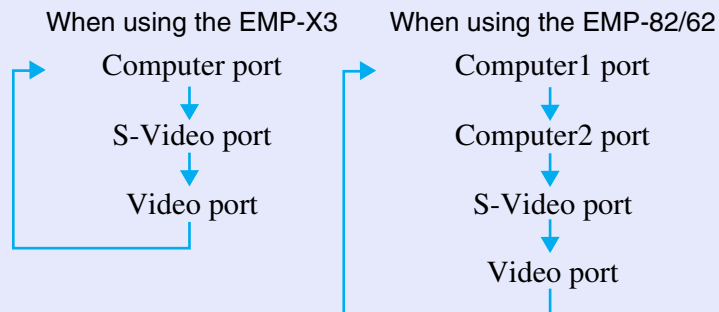 When using the EMP-X3
Computer port
S-Video port
Video port
When using the EMP-82/62
Computer1 port
Computer2 port
S-Video port
Video port